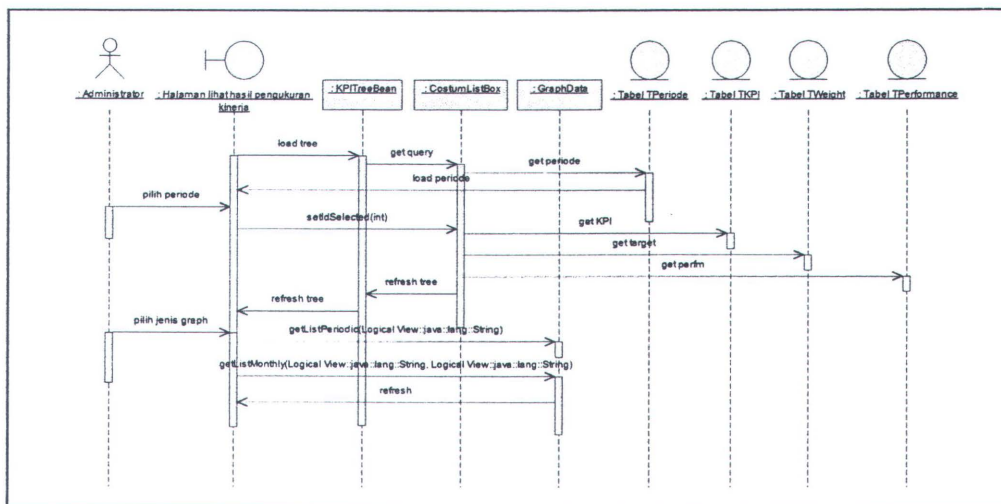 : Administrator
: Halaman lihat hasil pengukuran
kinerja
: KPITreeBean
: CostumListBox
: GraphData
: Tabel TPeriode
: Tabel TKPI
: Tabel TWeight
: Tabel TPerformance
load tree
get query
get periode
load periode
pilih periode
setIdSelected(int)
get KPI
get target
get perfm
refresh tree
refresh tree
pilih jenis graph
getListPeriodic(Logical View::java::lang::String)
getListMonthly(Logical View::java::lang::String, Logical View::java::lang::String)
refresh